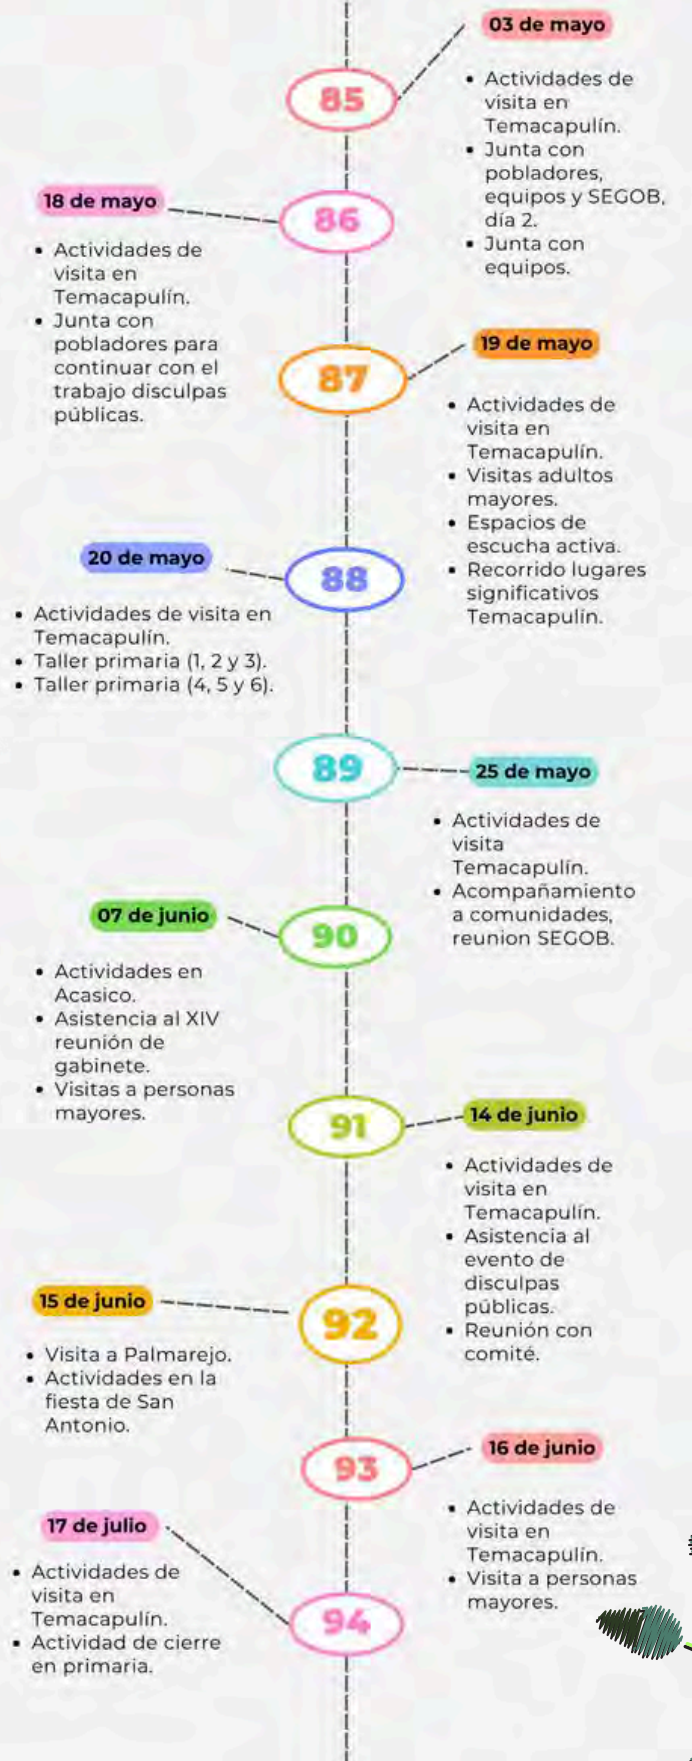 03 de mayo
85
• Actividades de
visita en
Temacapulín.
• Junta con
pobladores,
equipos y SEGOB,
día 2.
• Junta con
equipos.
18 de mayo
86
• Actividades de
visita en
Temacapulín.
• Junta con
pobladores para
continuar con el
trabajo disculpas
públicas.
19 de mayo
87
• Actividades de
visita en
Temacapulín.
• Visitas adultos
mayores.
• Espacios de
escucha activa.
• Recorrido lugares
significativos
Temacapulín.
20 de mayo
88
• Actividades de visita en
Temacapulín.
• Taller primaria (1, 2 y 3).
• Taller primaria (4, 5 y 6).
89
25 de mayo
• Actividades de
visita
Temacapulín.
• Acompañamiento
a comunidades,
reunion SEGOB.
07 de junio
90
• Actividades en
Acasico.
• Asistencia al XIV
reunión de
gabinete.
• Visitas a personas
mayores.
91
14 de junio
• Actividades de
visita en
Temacapulín.
• Asistencia al
evento de
disculpas
públicas.
• Reunión con
comité.
15 de junio
92
• Visita a Palmarejo.
• Actividades en la
fiesta de San
Antonio.
93
16 de junio
• Actividades de
visita en
Temacapulín.
• Visita a personas
mayores.
17 de julio
94
• Actividades de
visita en
Temacapulín.
• Actividad de cierre
en primaria.